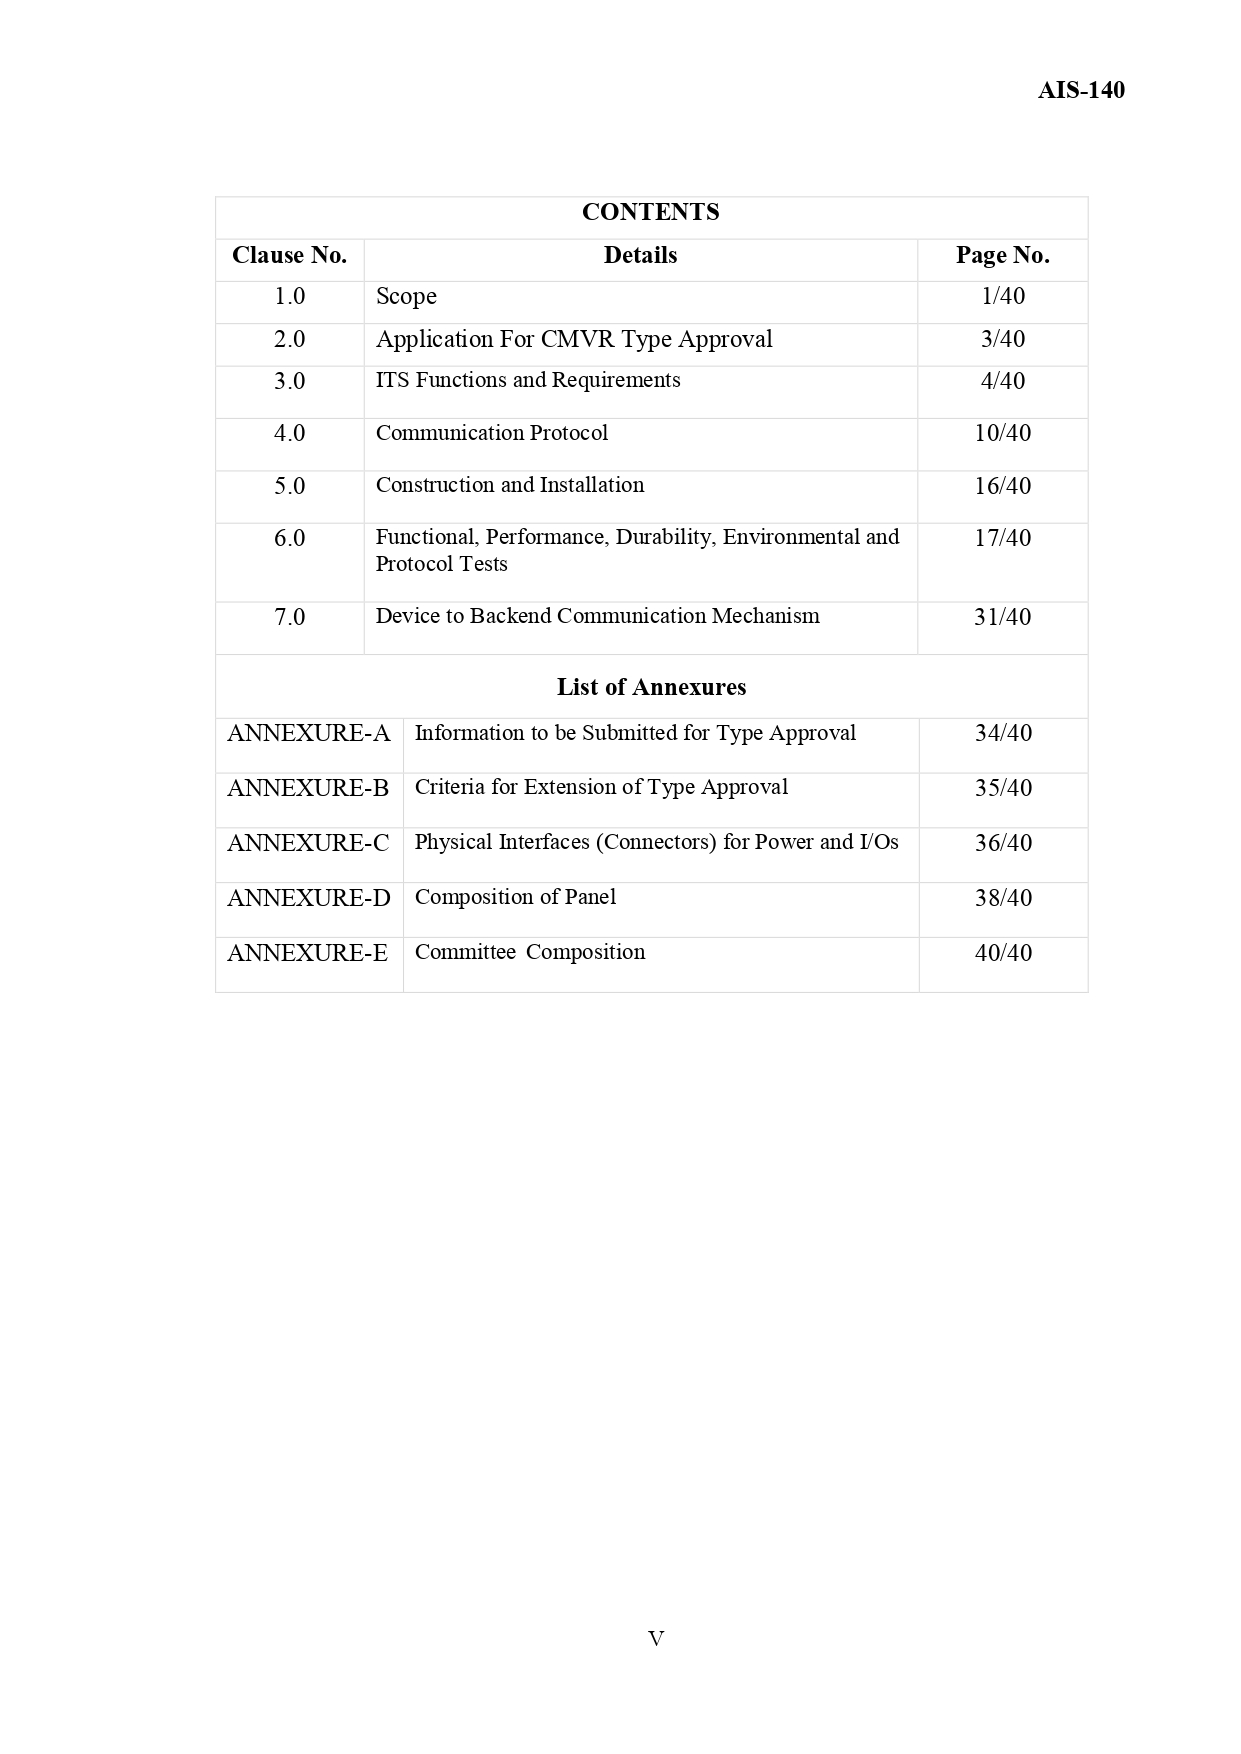 AIS-140
CONTENTS
Clause No. Details Page No.
1.0 Scope 1/40
2.0 Application For CMVR Type Approval 3/40
3.0 ITS Functions and Requirements 4/40
4.0 Communication Protocol 10/40
5.0 Construction and Installation 16/40
6.0 Functional, Performance, Durability, Environmental and 17/40
Protocol Tests
7.0 Device to Backend Communication Mechanism 31/40
List of Annexures
ANNEXURE-A Information to be Submitted for Type Approval 34/40
ANNEXURE-B Criteria for Extension of Type Approval 35/40
ANNEXURE-C Physical Interfaces (Connectors) for Power and I/Os 36/40
ANNEXURE-D Composition of Panel 38/40
ANNEXURE-E Committee Composition 40/40
V